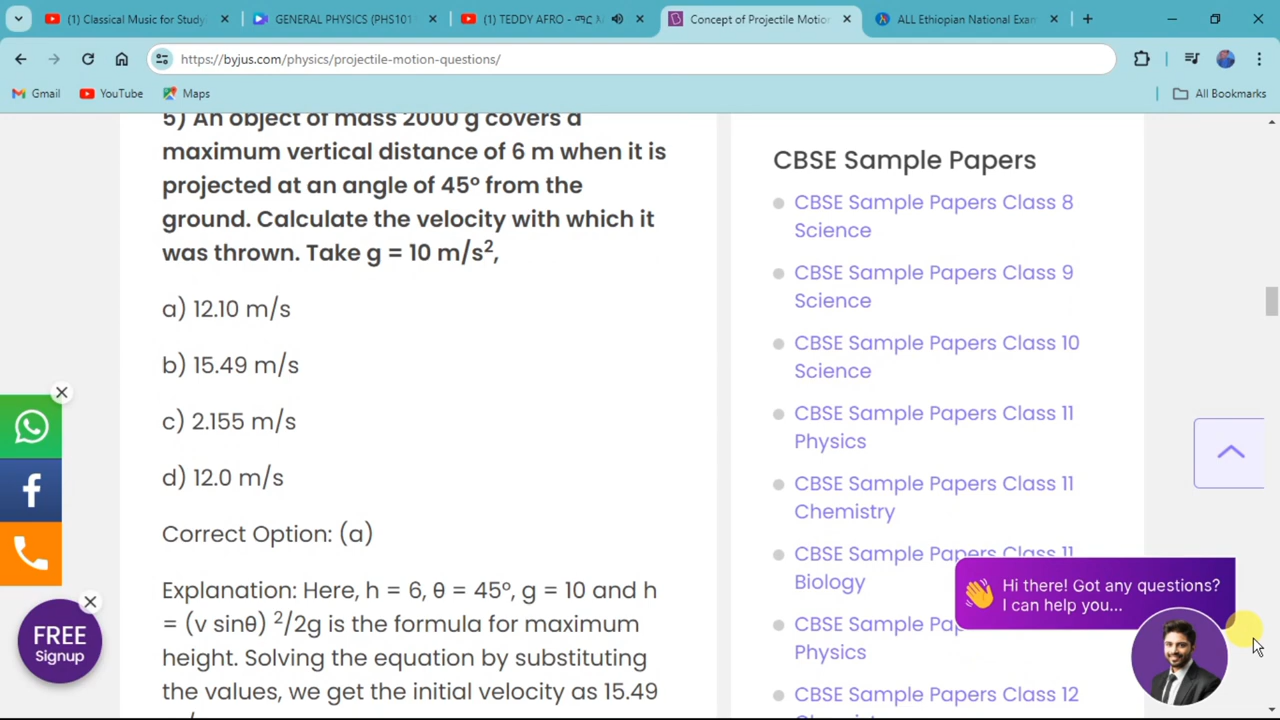 (1) Classical Music for Study
GENERAL PHYSICS (PHS101
(1) TEDDY AFRO - ማር
Concept of Projectile Motio
ALL Ethiopian National Exan
https://byjus.com/physics/projectile-motion-questions/
Gmail
YouTube
Maps
All Bookmarks
5) An object of mass 2000 g covers a
maximum vertical distance of 6 m when it is
projected at an angle of 45º from the
ground. Calculate the velocity with which it
was thrown. Take g = 10 m/s²,
a) 12.10 m/s
b) 15.49 m/s
c) 2.155 m/s
d) 12.0 m/s
Correct Option: (a)
Explanation: Here, h = 6, θ = 45º, g = 10 and h
= (v sinθ) ²/2g is the formula for maximum
height. Solving the equation by substituting
the values, we get the initial velocity as 15.49
CBSE Sample Papers
CBSE Sample Papers Class 8
Science
CBSE Sample Papers Class 9
Science
CBSE Sample Papers Class 10
Science
CBSE Sample Papers Class 11
Physics
CBSE Sample Papers Class 11
Chemistry
CBSE Sample Papers Class 11
Biology
CBSE Sample Pap
Physics
CBSE Sample Papers Class 12
Hi there! Got any questions?
I can help you...
FREE
Signup